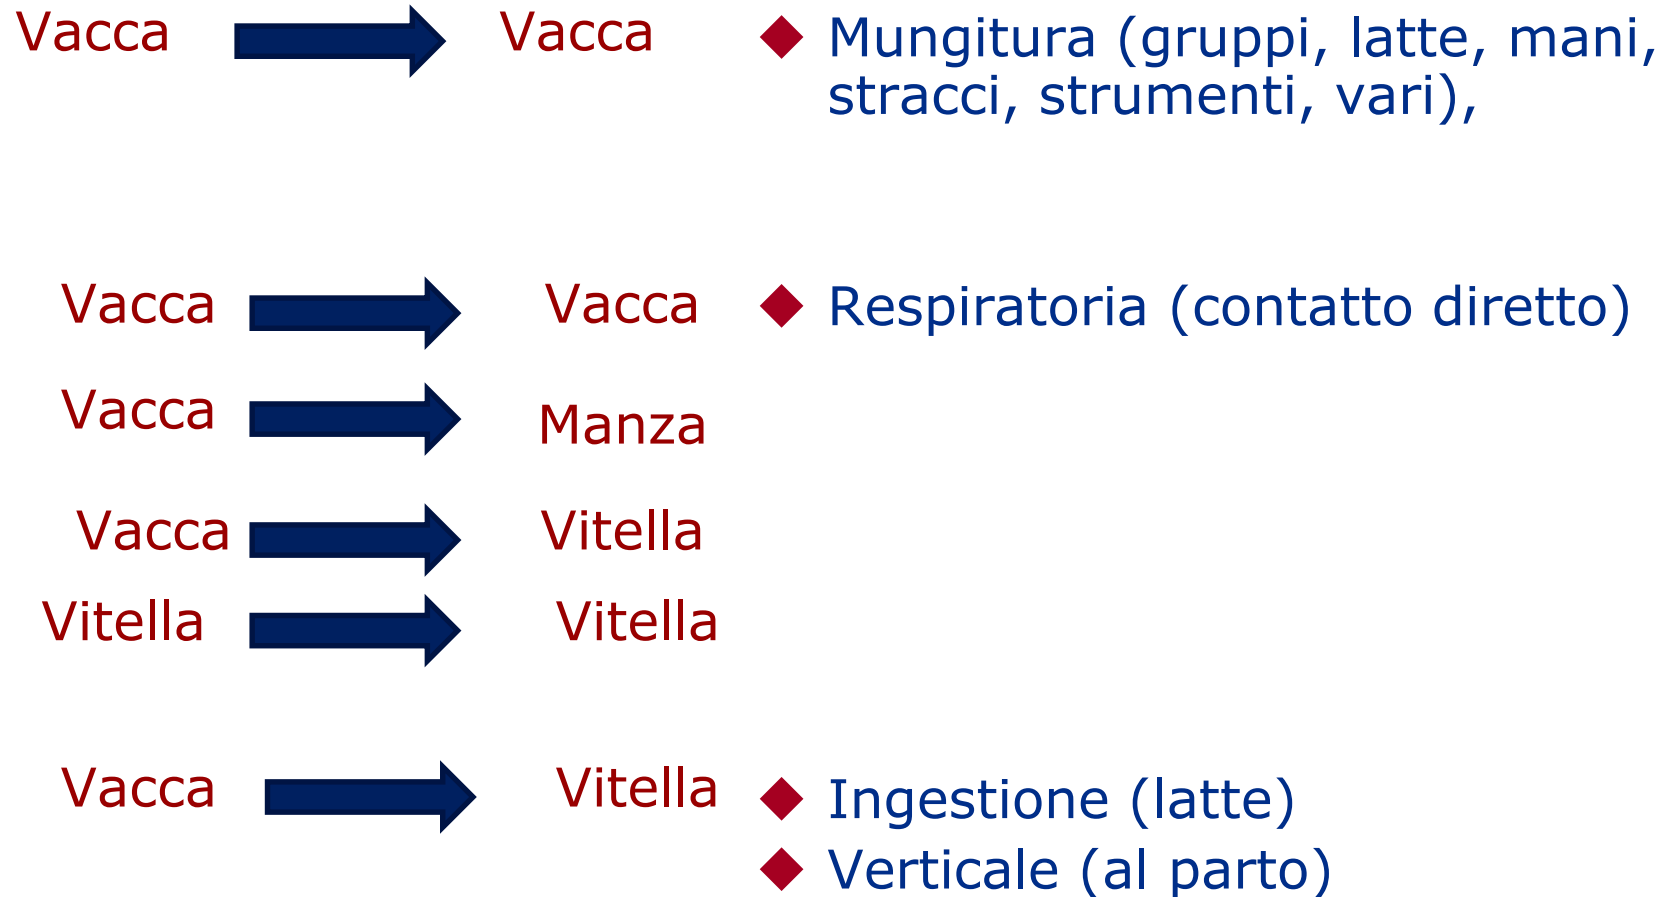 Vacca Vacca Mungitura (gruppi, latte, mani,
stracci, strumenti, vari),
Vacca Vacca Respiratoria (contatto diretto)
Vacca Manza
Vacca Vitella
Vitella Vitella
Vacca Vitella Ingestione (latte)
Verticale (al parto)